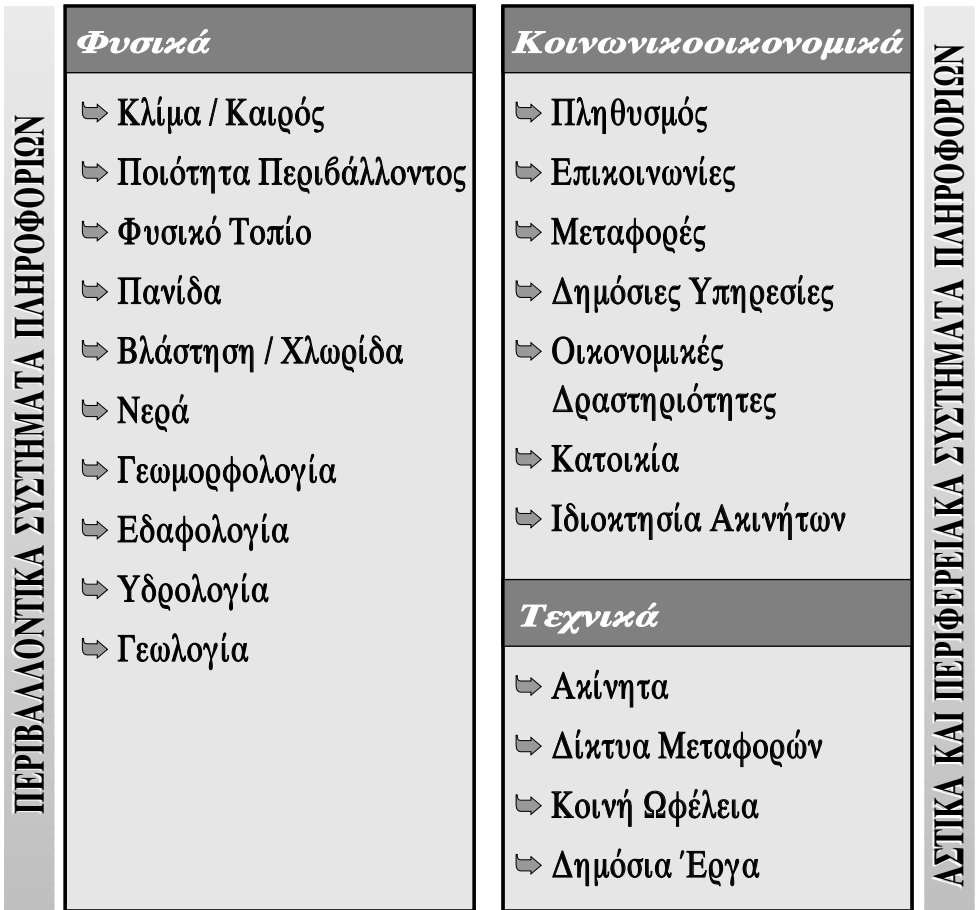 ΠΕΡΙΒΑΛΛΟΝΤΙΚΑ ΣΥΣΤΗΜΑΤΑ ΠΛΗΡΟΦΟΡΙΩΝ
Φυσικά
Κλίμα / Καιρός
Ποιότητα Περιβάλλοντος
Φυσικό Τοπίο
Πανίδα
Βλάστηση / Χλωρίδα
Νερά
Γεωμορφολογία
Εδαφολογία
Υδρολογία
Γεωλογία
Κοινωνικοοικονομικά
Πληθυσμός
Επικοινωνίες
Μεταφορές
Δημόσιες Υπηρεσίες
Οικονομικές
Δραστηριότητες
Κατοικία
Ιδιοκτησία Ακινήτων
Τεχνικά
Ακίνητα
Δίκτυα Μεταφορών
Κοινή Ωφέλεια
Δημόσια Έργα
ΑΣΤΙΚΑ ΚΑΙ ΠΕΡΙΦΕΡΕΙΑΚΑ ΣΥΣΤΗΜΑΤΑ ΠΛΗΡΟΦΟΡΙΩΝ